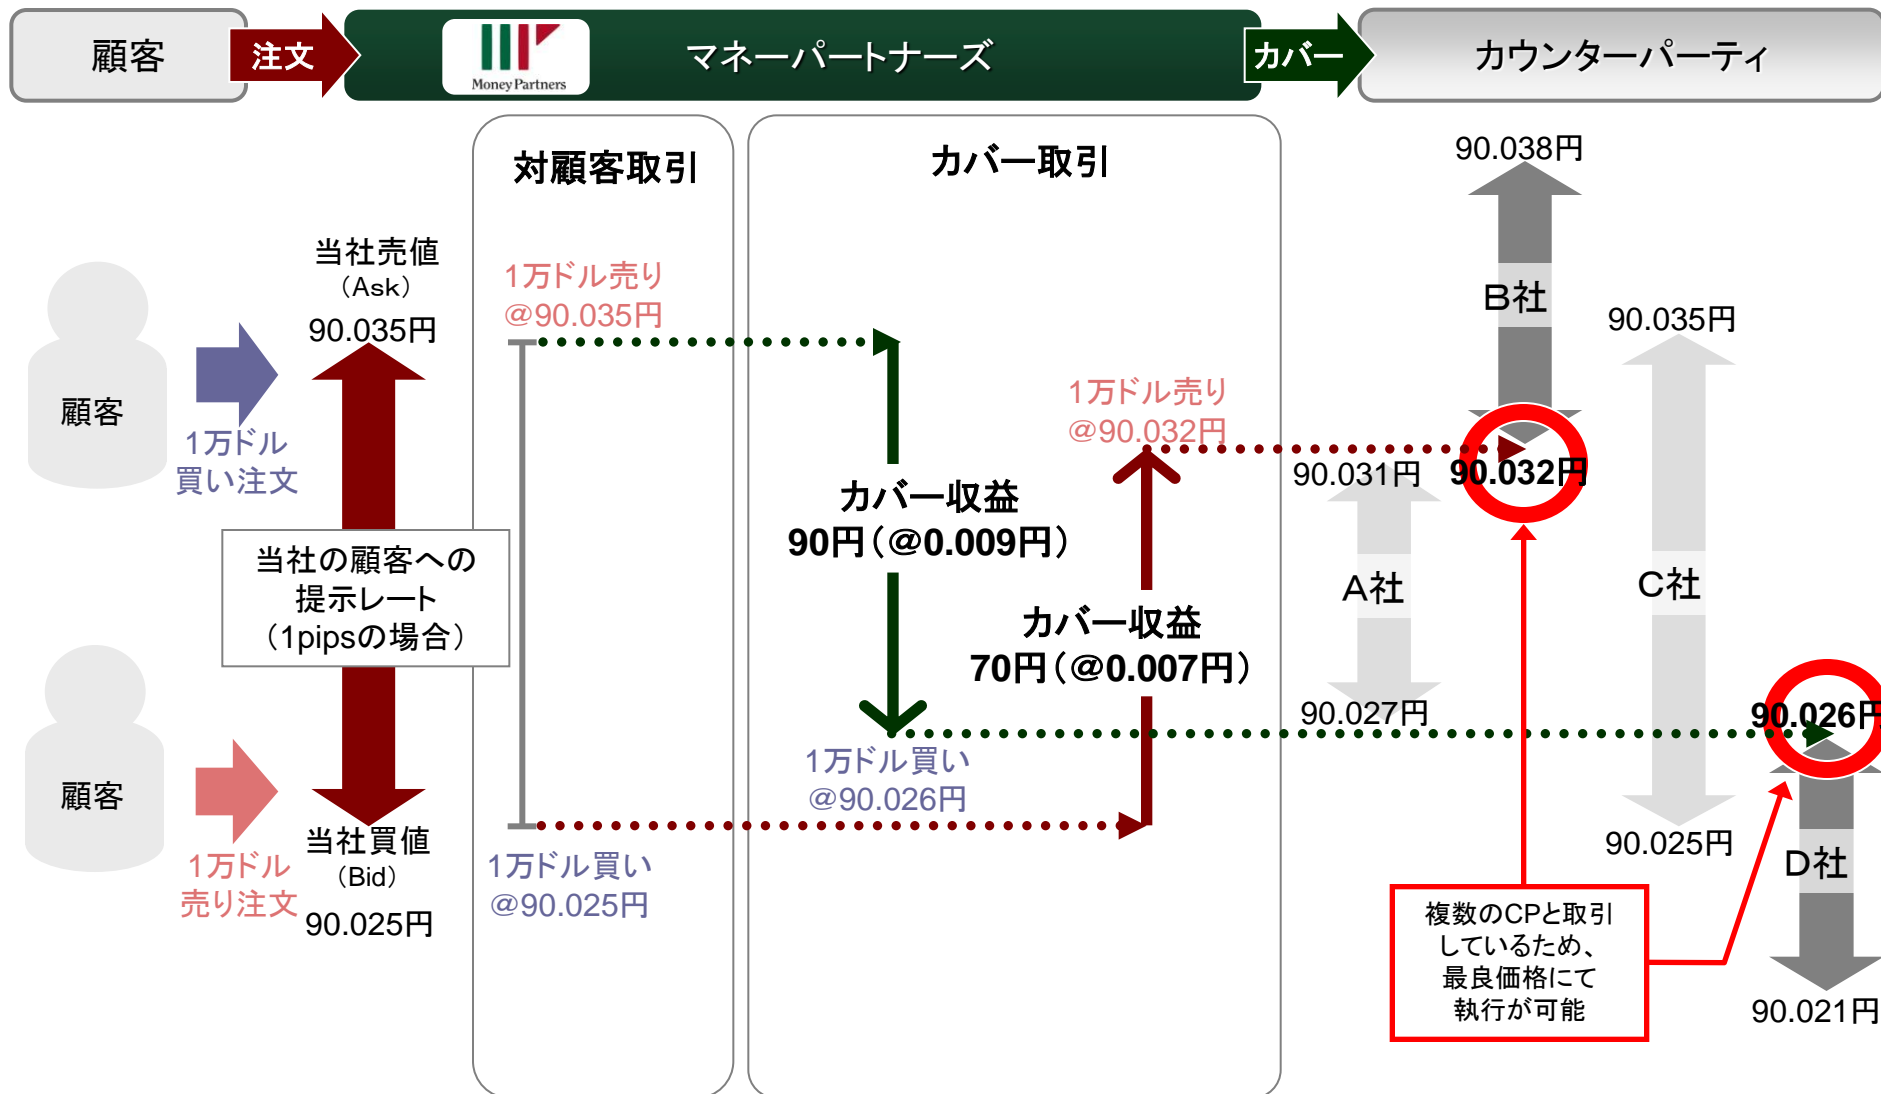 顧客
注文
Money Partners
マネーパートナーズ
カバー
カウンターパーティ
対顧客取引
カバー取引
当社売値
（Ask）
90.035円
顧客
1万ドル
買い注文
当社の顧客への
提示レート
（1pipsの場合）
顧客
1万ドル
売り注文
当社買値
（Bid）
90.025円
1万ドル売り
＠90.035円
1万ドル買い
＠90.025円
カバー収益
90円（＠0.009円）
1万ドル買い
＠90.026円
1万ドル売り
＠90.032円
カバー収益
70円（＠0.007円）
90.031円
A社
90.027円
90.038円
B社
90.032円
90.035円
C社
90.025円
90.026円
D社
90.021円
複数のCPと取引
しているため、
最良価格にて
執行が可能